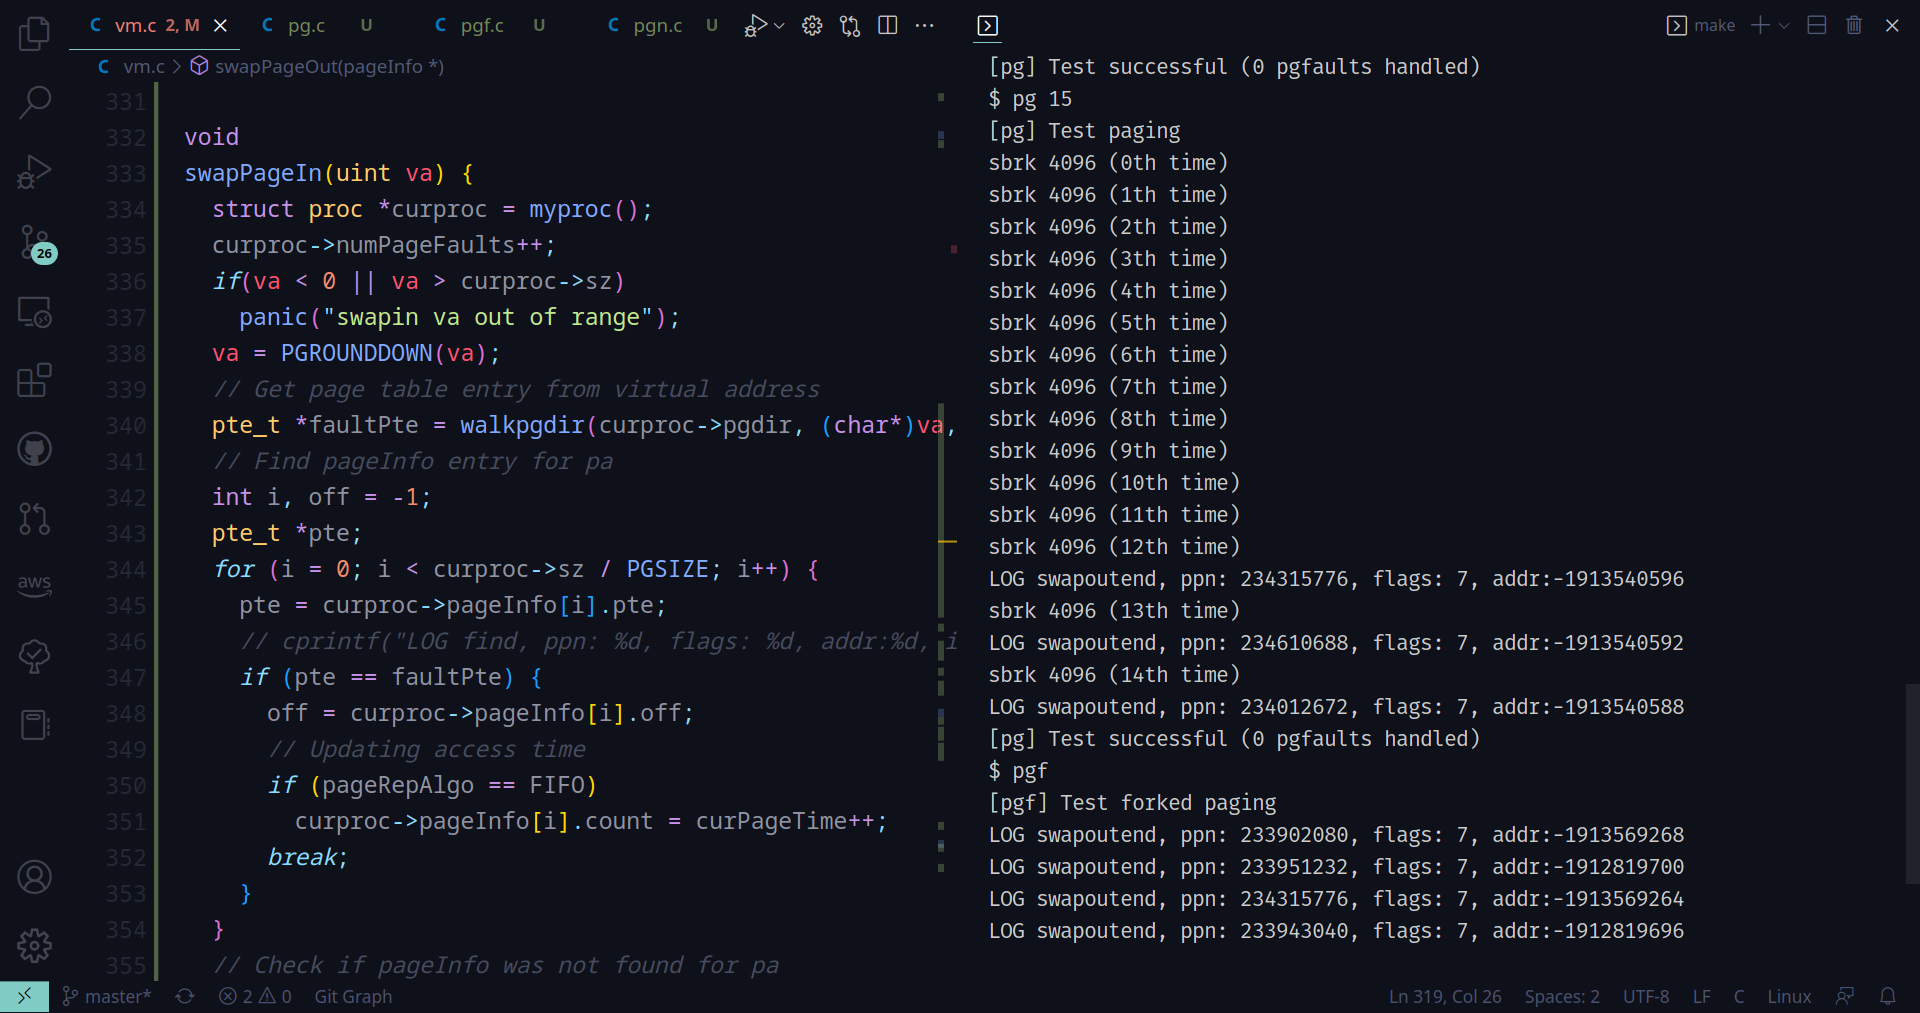 C vm.c 2, M
C pg.c U
C pgf.c U
C pgn.c U
make
C vm.c > swapPageOut(pageInfo *)
331
332 void
333 swapPageIn(uint va) {
334 struct proc *curproc = myproc();
335 curproc->numPageFaults++;
336 if(va < 0 || va > curproc->sz)
337 panic("swapin va out of range");
338 va = PGROUNDDOWN(va);
339 // Get page table entry from virtual address
340 pte_t *faultPte = walkpgdir(curproc->pgdir, (char*)va,
341 // Find pageInfo entry for pa
342 int i, off = -1;
343 pte_t *pte;
344 for (i = 0; i < curproc->sz / PGSIZE; i++) {
345 pte = curproc->pageInfo[i].pte;
346 // cprintf("LOG find, ppn: %d, flags: %d, addr:%d, i
347 if (pte == faultPte) {
348 off = curproc->pageInfo[i].off;
349 // Updating access time
350 if (pageRepAlgo == FIFO)
351 curproc->pageInfo[i].count = curPageTime++;
352 break;
353 }
354 }
355 // Check if pageInfo was not found for pa
[pg] Test successful (0 pgfaults handled)
$ pg 15
[pg] Test paging
sbrk 4096 (0th time)
sbrk 4096 (1th time)
sbrk 4096 (2th time)
sbrk 4096 (3th time)
sbrk 4096 (4th time)
sbrk 4096 (5th time)
sbrk 4096 (6th time)
sbrk 4096 (7th time)
sbrk 4096 (8th time)
sbrk 4096 (9th time)
sbrk 4096 (10th time)
sbrk 4096 (11th time)
sbrk 4096 (12th time)
LOG swapoutend, ppn: 234315776, flags: 7, addr:-1913540596
sbrk 4096 (13th time)
LOG swapoutend, ppn: 234610688, flags: 7, addr:-1913540592
sbrk 4096 (14th time)
LOG swapoutend, ppn: 234012672, flags: 7, addr:-1913540588
[pg] Test successful (0 pgfaults handled)
$ pgf
[pgf] Test forked paging
LOG swapoutend, ppn: 233902080, flags: 7, addr:-1913569268
LOG swapoutend, ppn: 233951232, flags: 7, addr:-1912819700
LOG swapoutend, ppn: 234315776, flags: 7, addr:-1913569264
LOG swapoutend, ppn: 233943040, flags: 7, addr:-1912819696
26
aws
master*
2
0
Git Graph
Ln 319, Col 26
Spaces: 2
UTF-8
LF
C
Linux